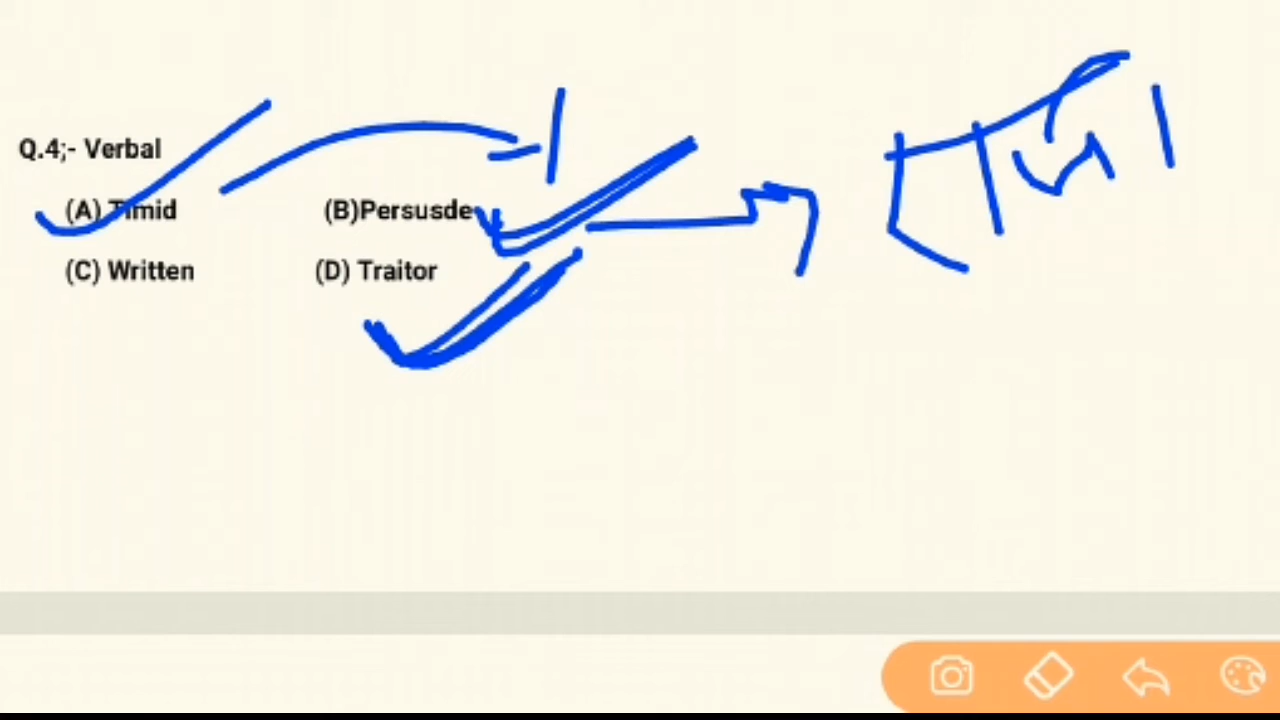 Q.4;- Verbal
(A) Timid (B)Persusde
(C) Written (D) Traitor